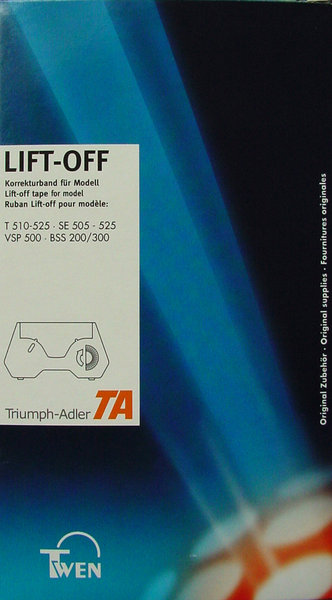 LIFT-OFF
Korrekturband für Modell
Lift-off tape for model
Ruban Lift-off pour modèle:
T 510-525 · SE 505 - 525
VSP 500 · BSS 200/300
Triumph-Adler TA
Original Zubehör · Original supplies · Fournitures originales
TWEN